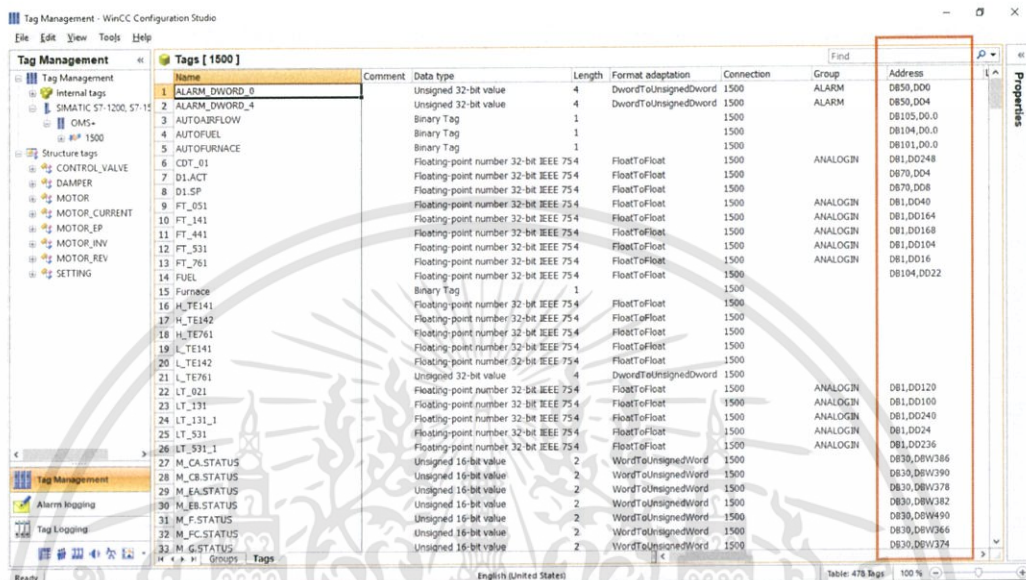 Tag Management - WinCC Configuration Studio
File Edit View Tools Help
Tag Management «
Tag Management
Internal tags
SIMATIC S7-1200, S7-15
OMS+
1500
Structure tags
CONTROL_VALVE
DAMPER
MOTOR
MOTOR_CURRENT
MOTOR_EP
MOTOR_INV
MOTOR_REV
SETTING
Tag Management
Alarm logging
Tag Logging
Tags [ 1500 ] Find
Name Comment Data type Length Format adaptation Connection Group Address
1 ALARM_DWORD_0 Unsigned 32-bit value 4 DwordToUnsignedDword 1500 ALARM DB50,DD0
2 ALARM_DWORD_4 Unsigned 32-bit value 4 DwordToUnsignedDword 1500 ALARM DB50,DD4
3 AUTOAIRFLOW Binary Tag 1 1500 DB105,D0.0
4 AUTOFUEL Binary Tag 1 1500 DB104,D0.0
5 AUTOFURNACE Binary Tag 1 1500 DB101,D0.0
6 CDT_01 Floating-point number 32-bit IEEE 75 4 FloatToFloat 1500 ANALOGIN DB1,DD248
7 D1.ACT Floating-point number 32-bit IEEE 75 4 FloatToFloat 1500 DB70,DD4
8 D1.SP Floating-point number 32-bit IEEE 75 4 FloatToFloat 1500 DB70,DD8
9 FT_051 Floating-point number 32-bit IEEE 75 4 FloatToFloat 1500 ANALOGIN DB1,DD40
10 FT_141 Floating-point number 32-bit IEEE 75 4 FloatToFloat 1500 ANALOGIN DB1,DD164
11 FT_441 Floating-point number 32-bit IEEE 75 4 FloatToFloat 1500 ANALOGIN DB1,DD168
12 FT_531 Floating-point number 32-bit IEEE 75 4 FloatToFloat 1500 ANALOGIN DB1,DD104
13 FT_761 Floating-point number 32-bit IEEE 75 4 FloatToFloat 1500 ANALOGIN DB1,DD16
14 FUEL Floating-point number 32-bit IEEE 75 4 FloatToFloat 1500 DB104,DD22
15 Furnace Binary Tag 1 1500
16 H_TE141 Floating-point number 32-bit IEEE 75 4 FloatToFloat 1500
17 H_TE142 Floating-point number 32-bit IEEE 75 4 FloatToFloat 1500
18 H_TE761 Floating-point number 32-bit IEEE 75 4 FloatToFloat 1500
19 L_TE141 Floating-point number 32-bit IEEE 75 4 FloatToFloat 1500
20 L_TE142 Floating-point number 32-bit IEEE 75 4 FloatToFloat 1500
21 L_TE761 Unsigned 32-bit value 4 DwordToUnsignedDword 1500
22 LT_021 Floating-point number 32-bit IEEE 75 4 FloatToFloat 1500 ANALOGIN DB1,DD120
23 LT_131 Floating-point number 32-bit IEEE 75 4 FloatToFloat 1500 ANALOGIN DB1,DD100
24 LT_131_1 Floating-point number 32-bit IEEE 75 4 FloatToFloat 1500 ANALOGIN DB1,DD240
25 LT_531 Floating-point number 32-bit IEEE 75 4 FloatToFloat 1500 ANALOGIN DB1,DD24
26 LT_531_1 Floating-point number 32-bit IEEE 75 4 FloatToFloat 1500 ANALOGIN DB1,DD236
27 M_CA.STATUS Unsigned 16-bit value 2 WordToUnsignedWord 1500 DB30,DBW386
28 M_CB.STATUS Unsigned 16-bit value 2 WordToUnsignedWord 1500 DB30,DBW390
29 M_EA.STATUS Unsigned 16-bit value 2 WordToUnsignedWord 1500 DB30,DBW378
30 M_EB.STATUS Unsigned 16-bit value 2 WordToUnsignedWord 1500 DB30,DBW382
31 M_F.STATUS Unsigned 16-bit value 2 WordToUnsignedWord 1500 DB30,DBW490
32 M_FC.STATUS Unsigned 16-bit value 2 WordToUnsignedWord 1500 DB30,DBW366
33 M_G.STATUS Unsigned 16-bit value 2 WordToUnsignedWord 1500 DB30,DBW374
Groups Tags
Properties
Ready English (United States) Table: 478 Tags 100 %